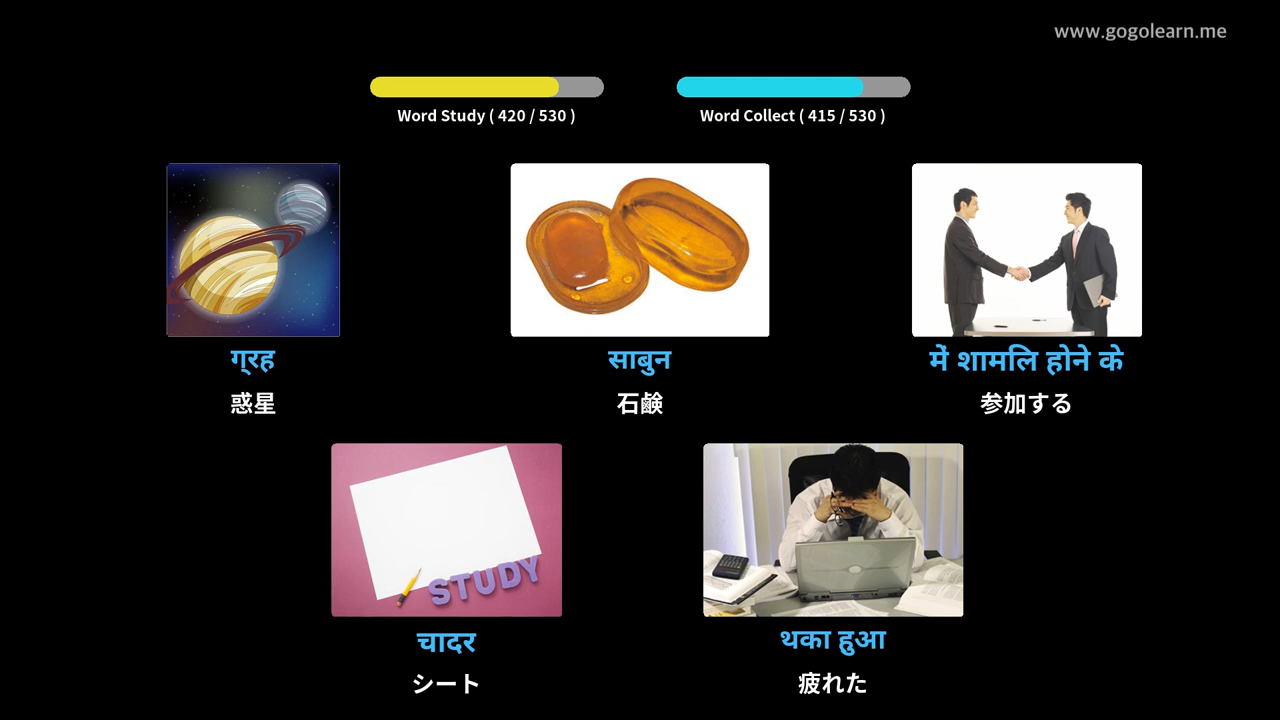 www.gogolearn.me
Word Study ( 420 / 530 )
Word Collect ( 415 / 530 )
ग्रह
साबुन
में शामलि होने के
惑星
石鹸
参加する
STUDY
चादर
थका हुआ
シート
疲れた